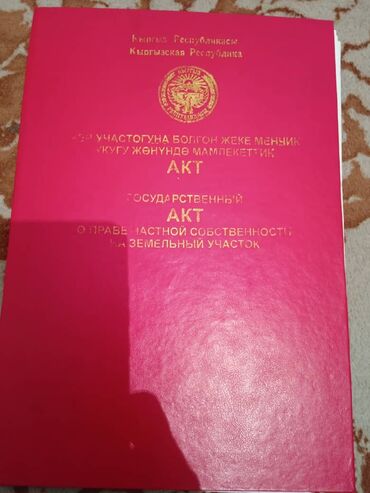 Кыргыз Республикасы
Кыргызская Республика
ЖЕР УЧАСТОГУНА БОЛГОН ЖЕКЕ МЕНЧИК
УКУГУ ЖӨНҮНДӨ МАМЛЕКЕТТИК
АКТ
ГОСУДАРСТВЕННЫЙ
АКТ
О ПРАВЕ ЧАСТНОЙ СОБСТВЕННОСТИ
НА ЗЕМЕЛЬНЫЙ УЧАСТОК